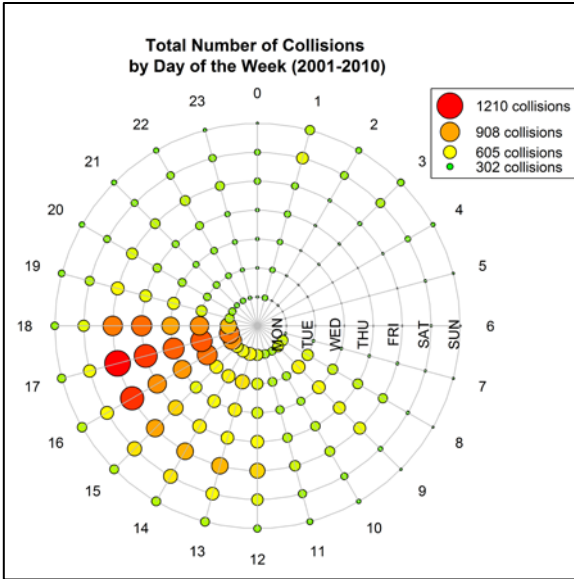 Total Number of Collisions
by Day of the Week (2001-2010)
1210 collisions
908 collisions
605 collisions
302 collisions
0
1
2
3
4
5
6
7
8
9
10
11
12
13
14
15
16
17
18
19
20
21
22
23
MON
TUE
WED
THU
FRI
SAT
SUN